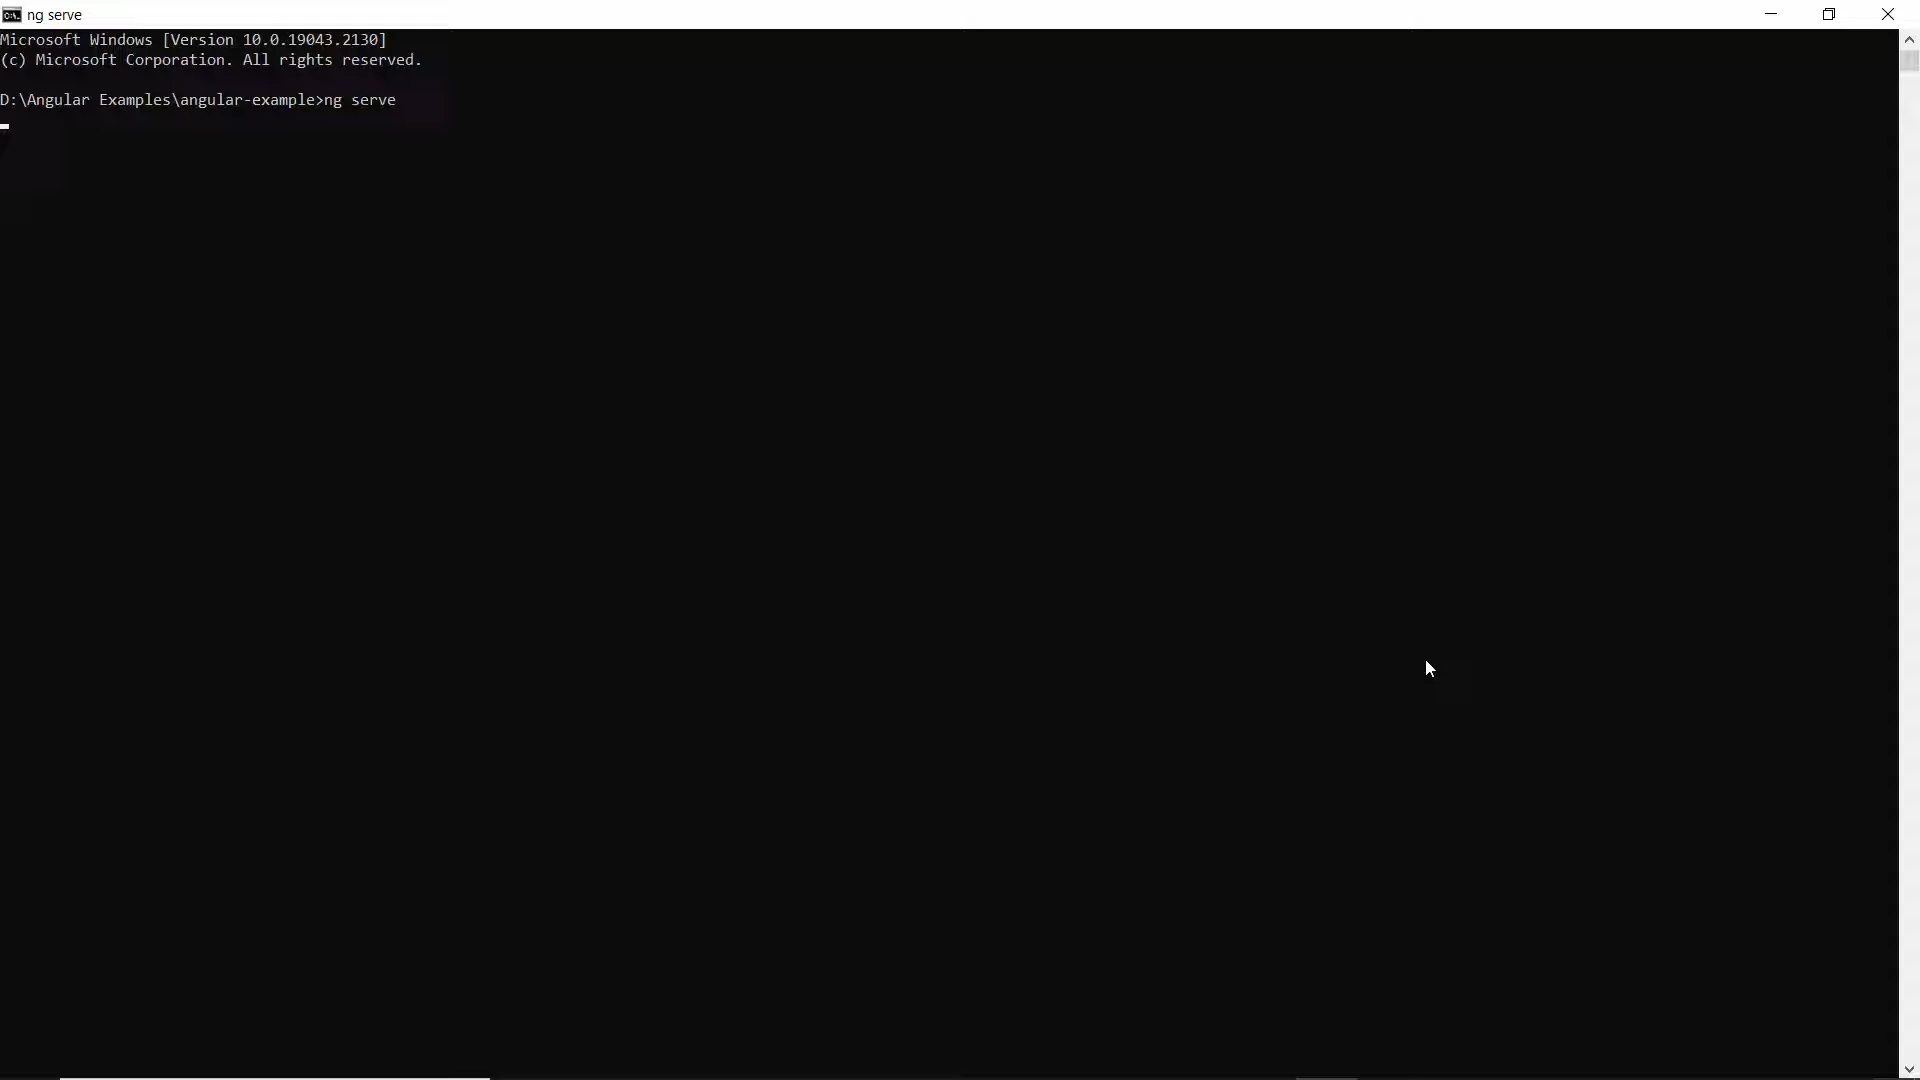 ng serve
Microsoft Windows [Version 10.0.19043.2130]
(c) Microsoft Corporation. All rights reserved.
D:\Angular Examples\angular-example>ng serve